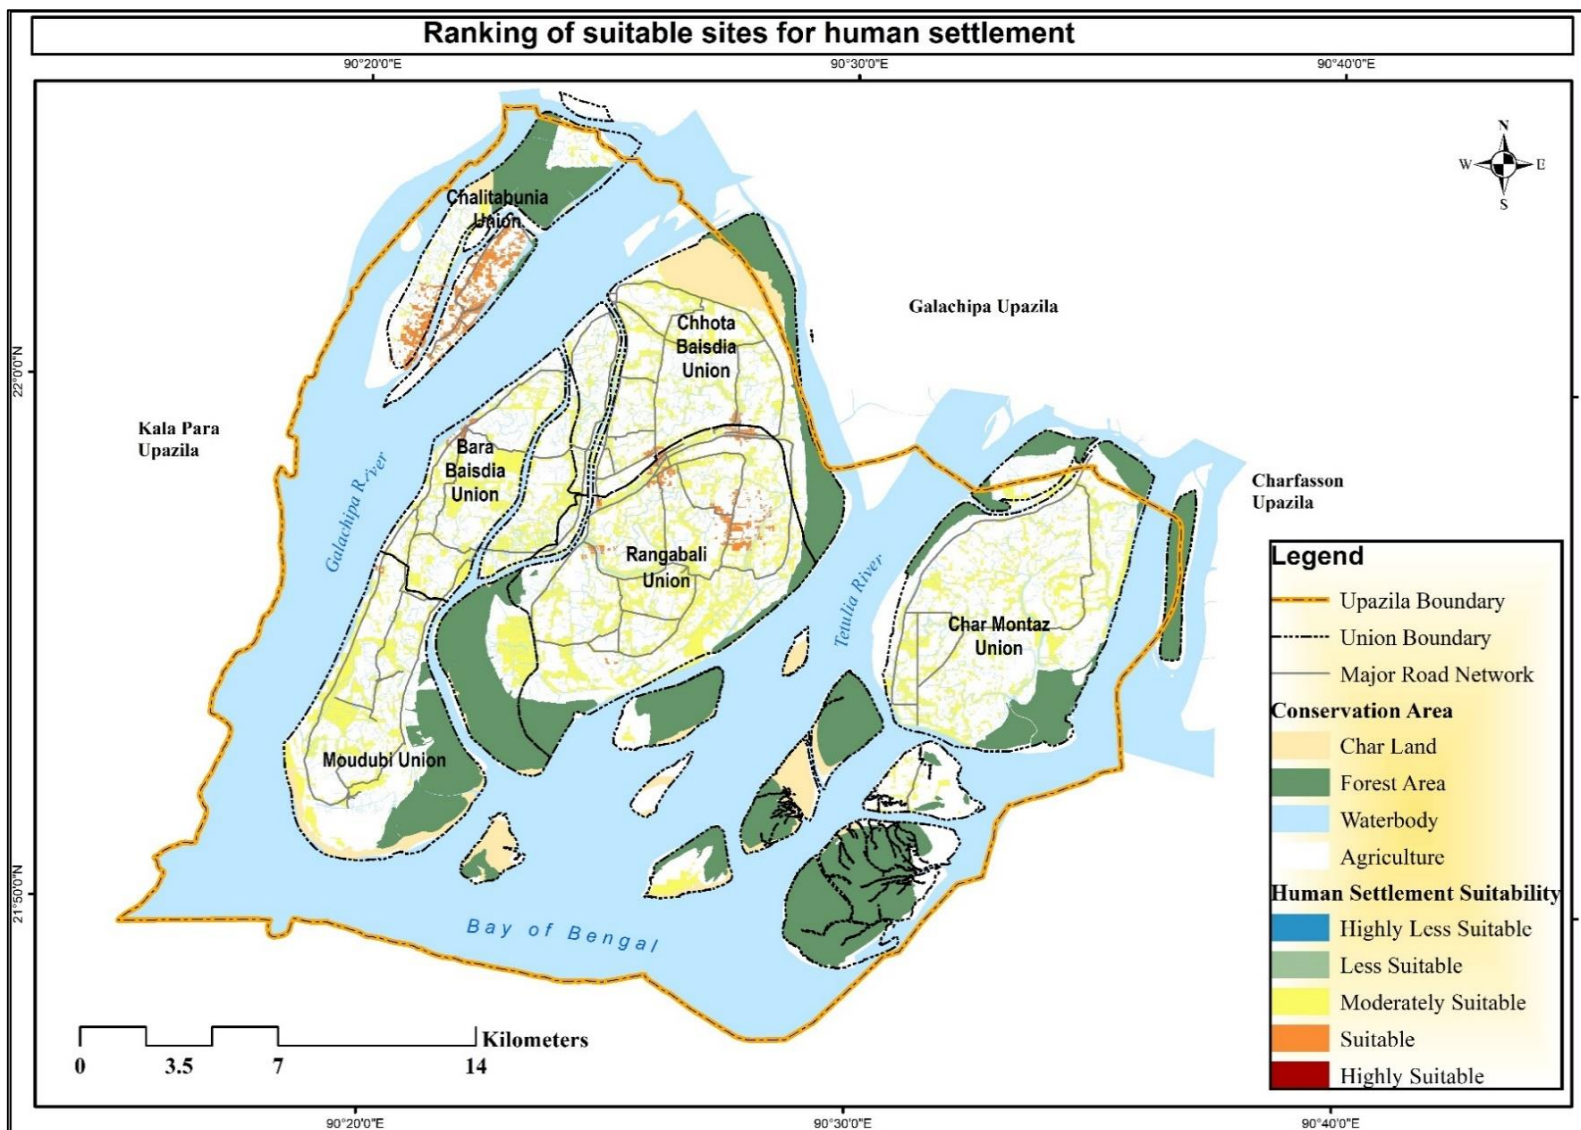 Ranking of suitable sites for human settlement
90°20'0"E
90°30'0"E
90°40'0"E
N
W
E
S
Chalitabunia
Union
Galachipa Upazila
Chhota
Baisdia
Union
22°0'0"N
Kala Para
Upazila
Bara
Baisdia
Union
Galachipa River
Charfasson
Upazila
Rangabali
Union
Tetulia River
Char Montaz
Union
Moudubi Union
21°50'0"N
Bay of Bengal
Legend
Upazila Boundary
Union Boundary
Major Road Network
Conservation Area
Char Land
Forest Area
Waterbody
Agriculture
Human Settlement Suitability
Highly Less Suitable
Less Suitable
Moderately Suitable
Suitable
Highly Suitable
Kilometers
0 3.5 7 14
90°20'0"E
90°30'0"E
90°40'0"E